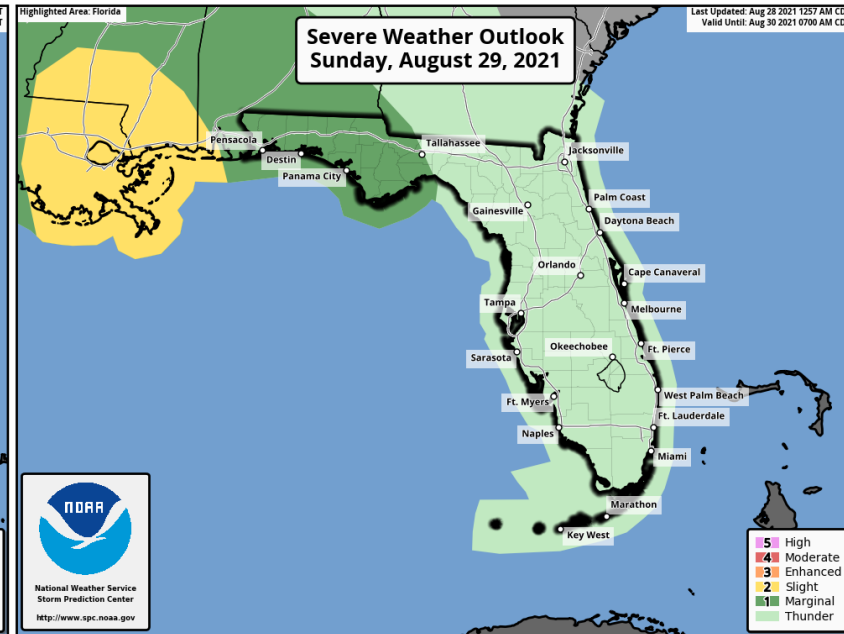 Highlighted Area: Florida
Last Updated: Aug 28 2021 1257 AM CD
Valid Until: Aug 30 2021 0700 AM CD
T
T
Severe Weather Outlook
Sunday, August 29, 2021
Pensacola
Destin
Panama City
Tallahassee
Jacksonville
Palm Coast
Gainesville
Daytona Beach
Orlando
Cape Canaveral
Tampa
Melbourne
Okeechobee
Ft. Pierce
Sarasota
West Palm Beach
Ft. Myers
Ft. Lauderdale
Naples
Miami
Marathon
Key West
NOAA
National Weather Service
Storm Prediction Center
http://www.spc.noaa.gov
5 High
4 Moderate
3 Enhanced
2 Slight
1 Marginal
Thunder